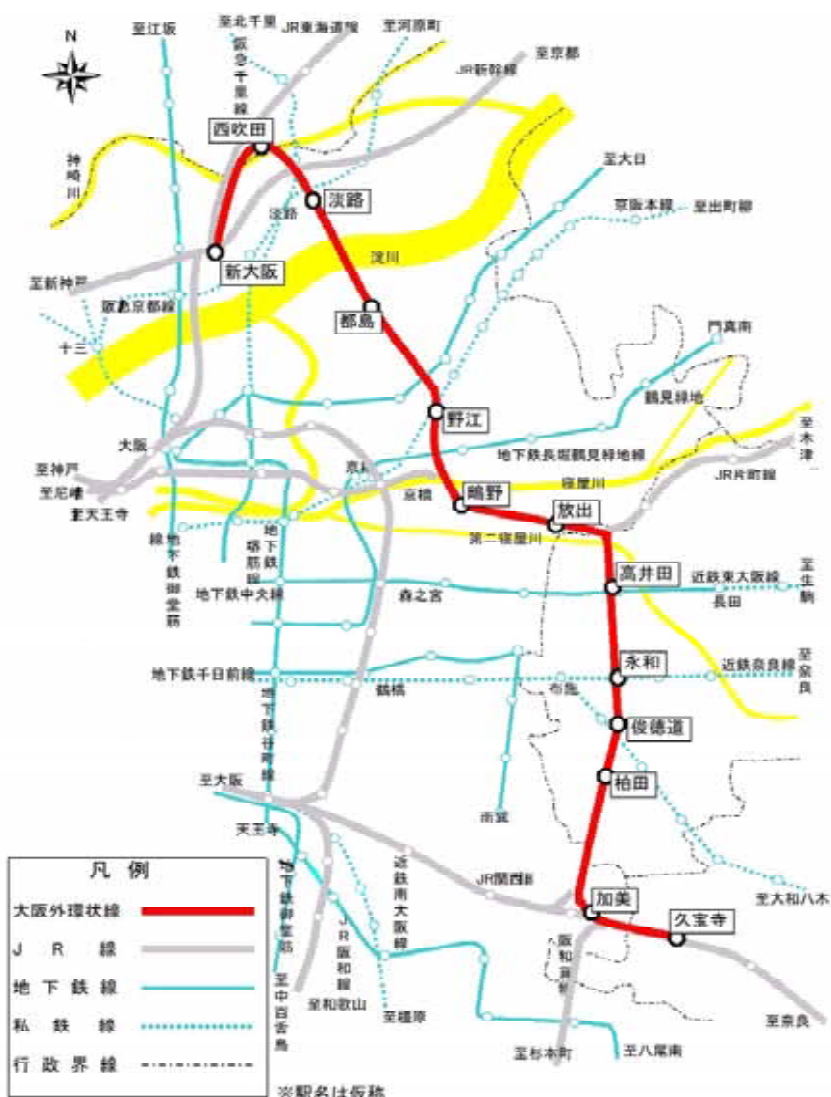 至江坂
至北千里
JR東海道線
至河原町
N
阪急千里線
JR新幹線
至京都
西吹田
神崎川
至大日
淡路
淡路
京阪本線
至出町柳
新大阪
淀川
至新神戸
阪急京都線
都島
門真南
十三
鶴見緑地
野江
大阪
地下鉄長堀鶴見緑地線
至木津
至神戸
京橋
JR片町線
至尼崎
京橋
鴫野
寝屋川
至天王寺
放出
第二寝屋川
地下鉄御堂筋線
地下鉄堺筋線
高井田
近鉄東大阪線
至生駒
地下鉄中央線
森之宮
長田
永和
至奈良
地下鉄千日前線
近鉄奈良線
鶴橋
布施
地下鉄谷町線
俊徳道
至大阪
柏田
南巽
天王寺
凡 例
JR関西線
至大和八木
大阪外環状線
地下鉄御堂筋
JR阪和線
近鉄南大阪線
加美
久宝寺
JR線
阪和貨物
地下鉄線
至中百舌鳥
至和歌山
至橿原
至奈良
私鉄線
至杉本町
至八尾南
行政界線
※駅名は仮称